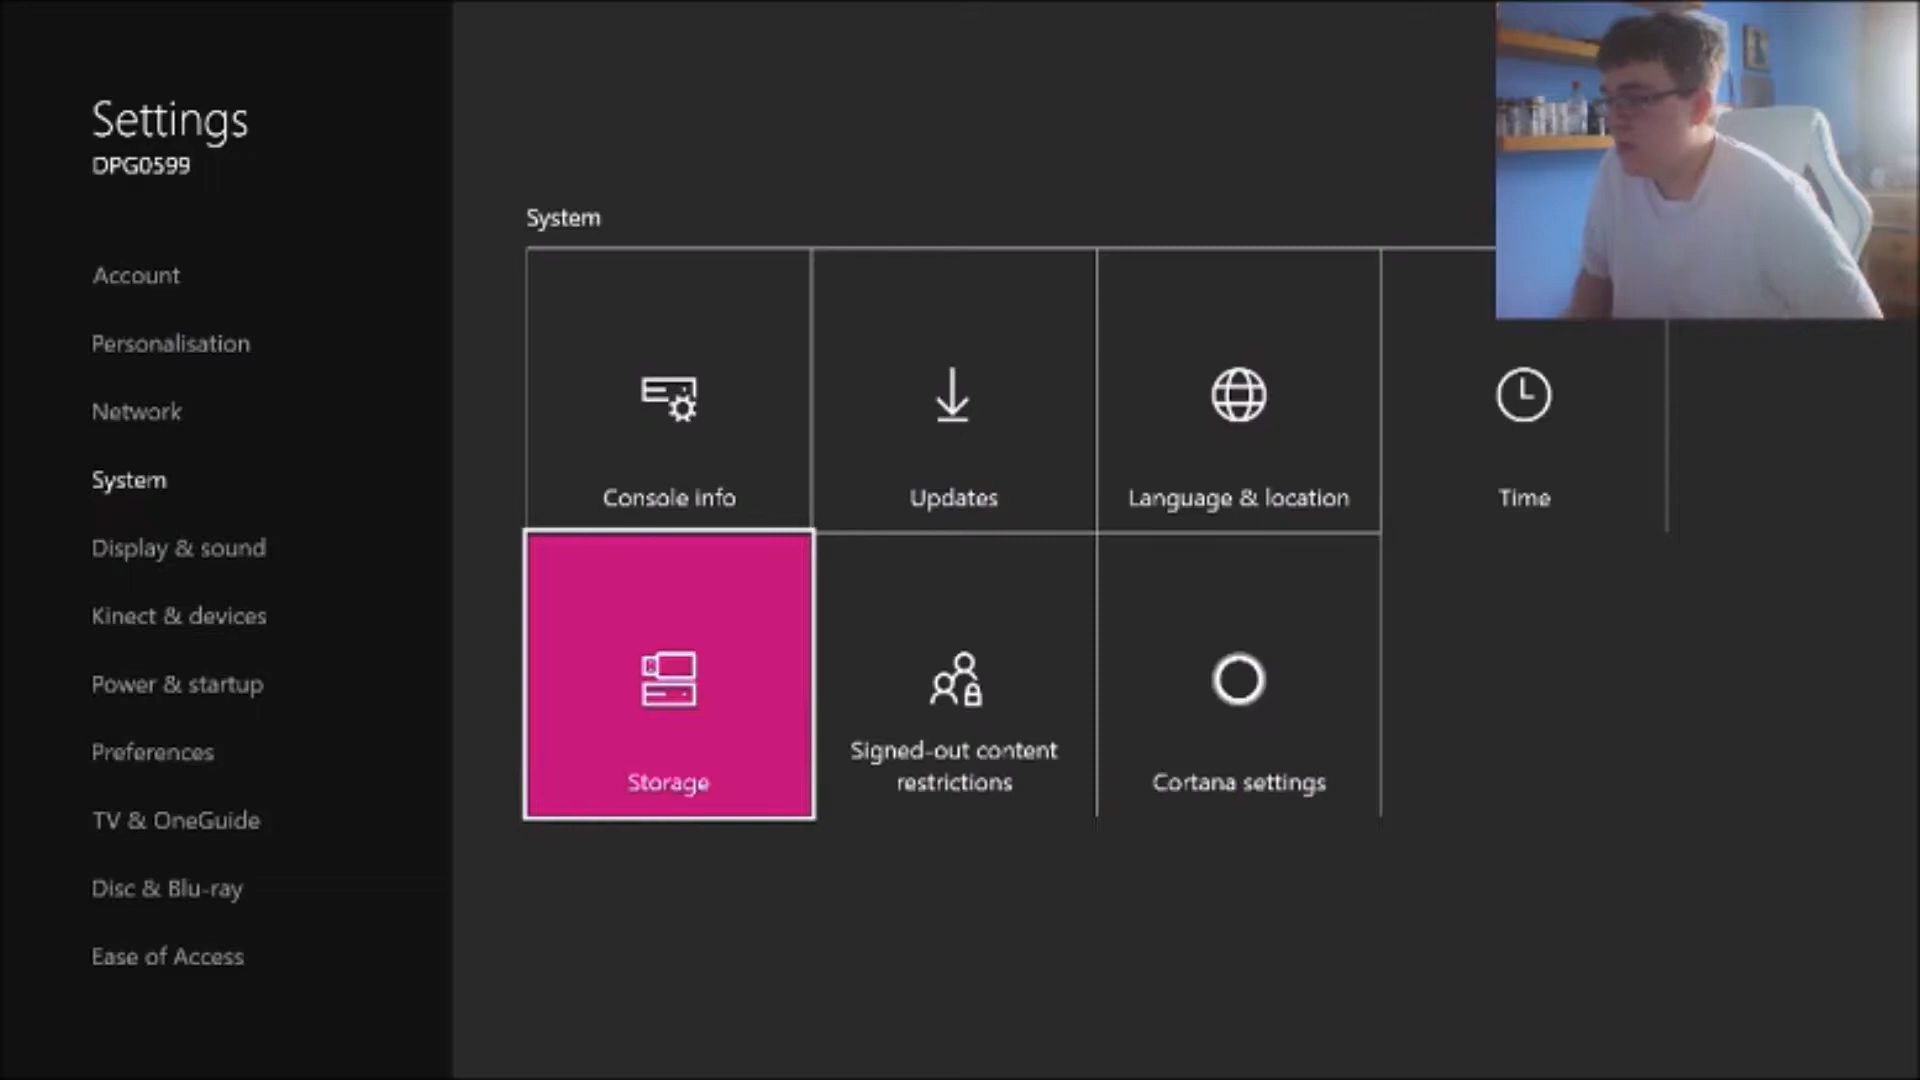 Settings
DPG0599
Account
Personalisation
Network
System
Display & sound
Kinect & devices
Power & startup
Preferences
TV & OneGuide
Disc & Blu-ray
Ease of Access
System
Console info
Updates
Language & location
Time
Storage
Signed-out content
restrictions
Cortana settings